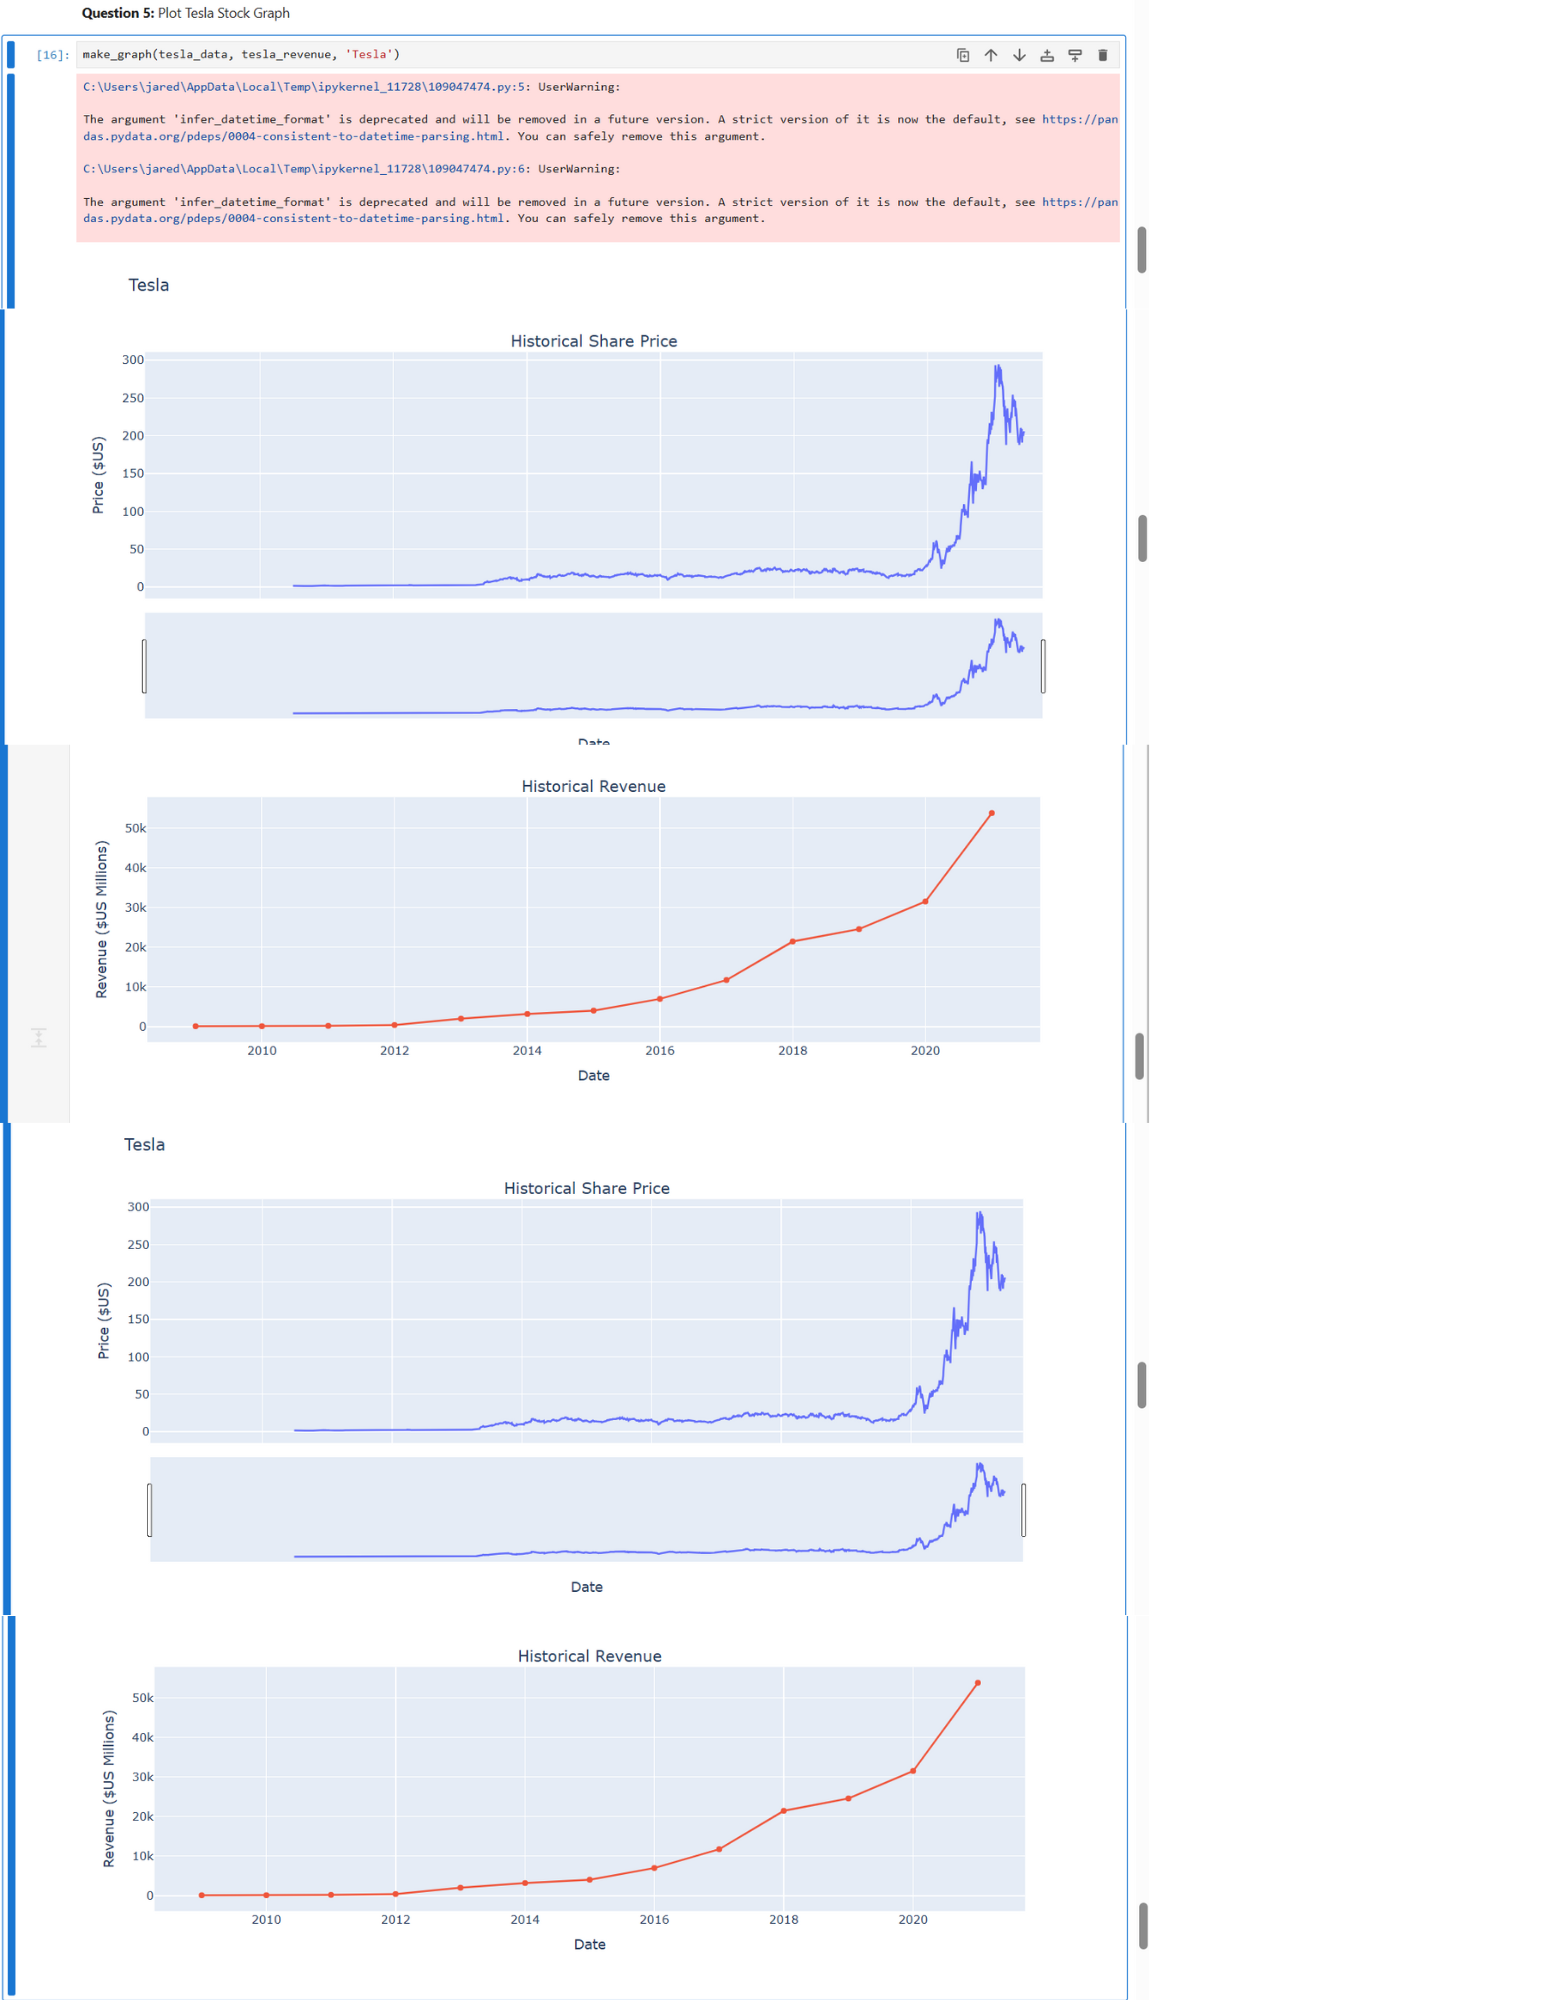 Question 5: Plot Tesla Stock Graph
[16]: make_graph(tesla_data, tesla_revenue, 'Tesla')
C:\Users\jared\AppData\Local\Temp\ipykernel_11728\109047474.py:5: UserWarning:
The argument 'infer_datetime_format' is deprecated and will be removed in a future version. A strict version of it is now the default, see https://pan
das.pydata.org/pdeps/0004-consistent-to-datetime-parsing.html. You can safely remove this argument.
C:\Users\jared\AppData\Local\Temp\ipykernel_11728\109047474.py:6: UserWarning:
The argument 'infer_datetime_format' is deprecated and will be removed in a future version. A strict version of it is now the default, see https://pan
das.pydata.org/pdeps/0004-consistent-to-datetime-parsing.html. You can safely remove this argument.
Tesla
Historical Share Price
Price ($US)
300
250
200
150
100
50
0
Date
Historical Revenue
Revenue ($US Millions)
50k
40k
30k
20k
10k
0
2010 2012 2014 2016 2018 2020
Date
Tesla
Historical Share Price
Price ($US)
300
250
200
150
100
50
0
Date
Historical Revenue
Revenue ($US Millions)
50k
40k
30k
20k
10k
0
2010 2012 2014 2016 2018 2020
Date